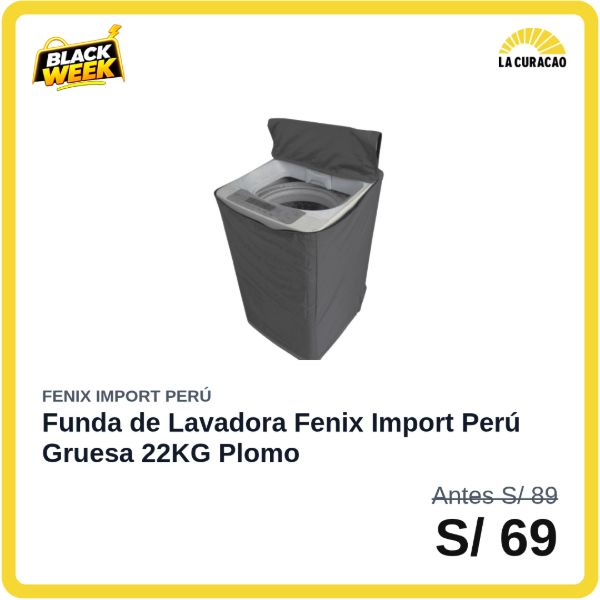 BLACK
WEEK
LA CURACAO
FENIX IMPORT PERÚ
Funda de Lavadora Fenix Import Perú
Gruesa 22KG Plomo
Antes S/ 89
S/ 69